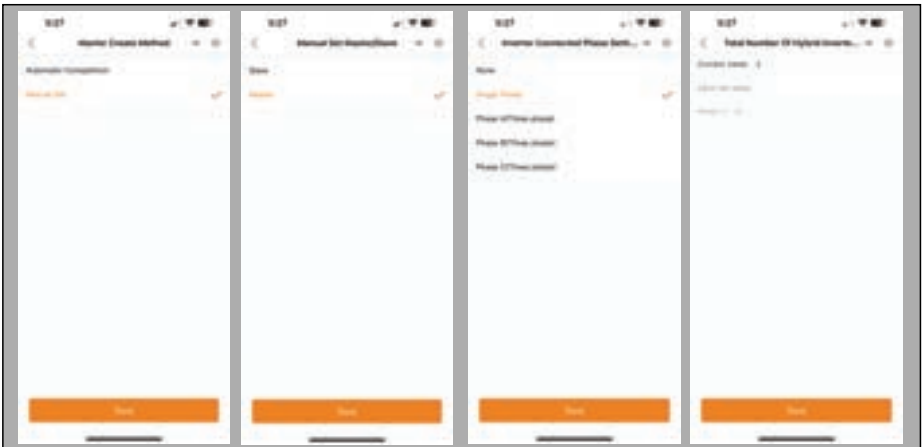 9:27
Master Create Method
Automatic Competition
Manual Set
Save
9:27
Manual Set Master/Slave
Slave
Master
Save
9:27
Inverter Connected Phase Setti...
None
Single Phase
Phase A(Three phase)
Phase B(Three phase)
Phase C(Three phase)
Save
9:27
Total Number Of Hybrid Inverte...
Save